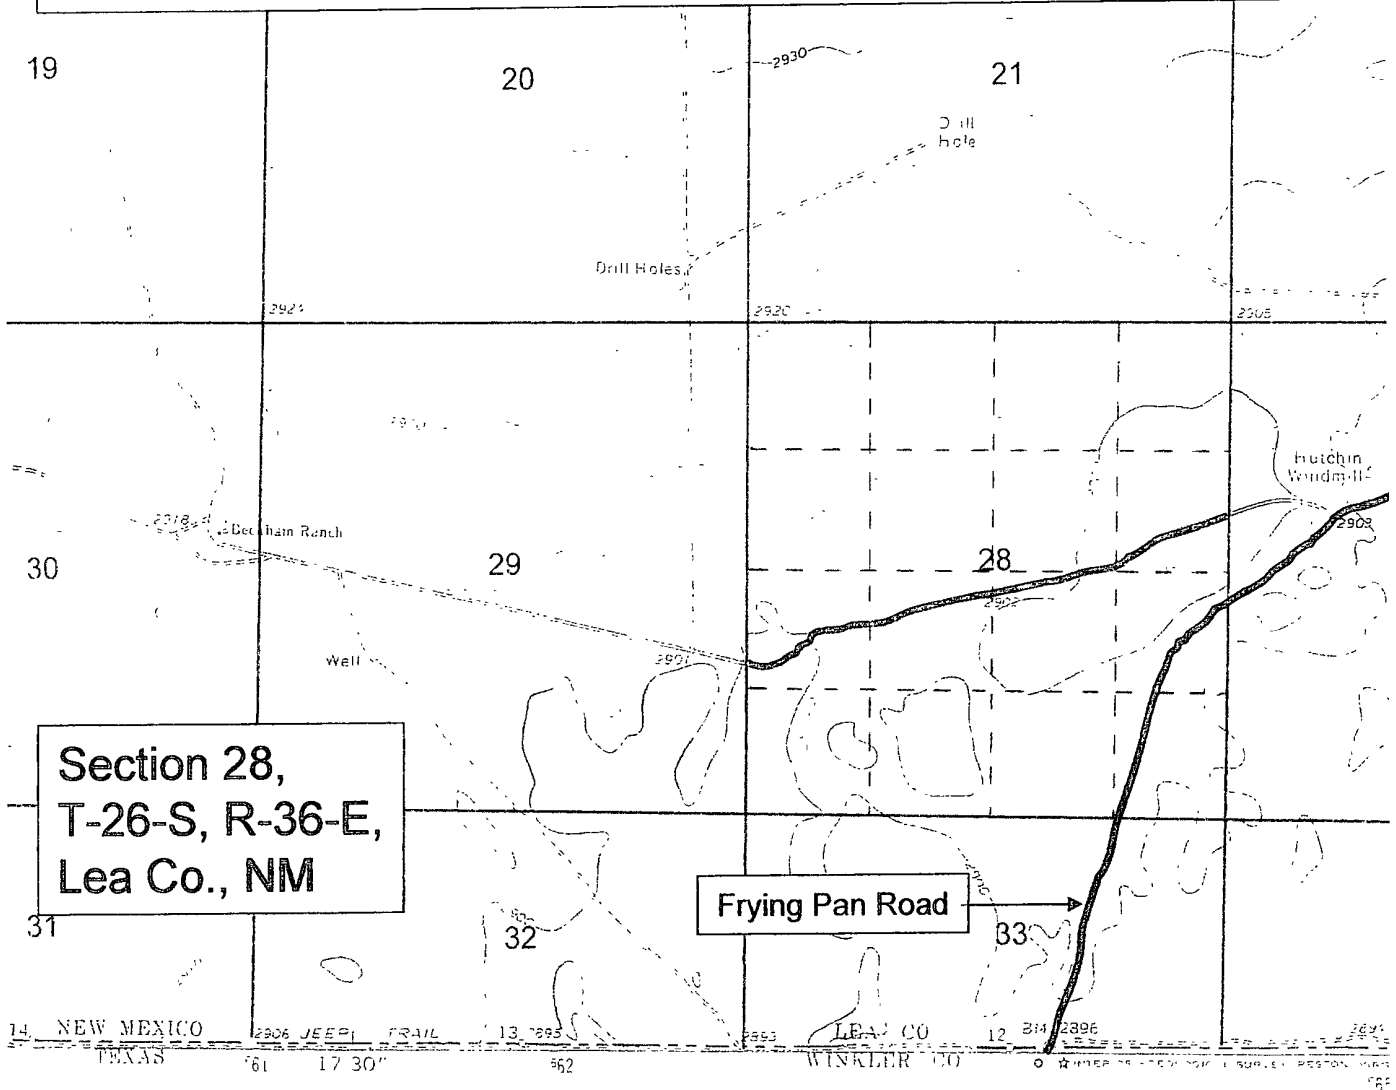 19
20
21
2930
Drill
Hole
Drill Holes
2920
2905
Hutchin
Windmill
2918
Beckham Ranch
2903
30
29
28
2902
Well
2901
Section 28,
T-26-S, R-36-E,
Lea Co., NM
Frying Pan Road
31
32
33
14
NEW MEXICO
2906 JEEP TRAIL
13
2895
2893
LEA CO
12
2896
TEXAS
61
17 30"
62
WINKLER CO